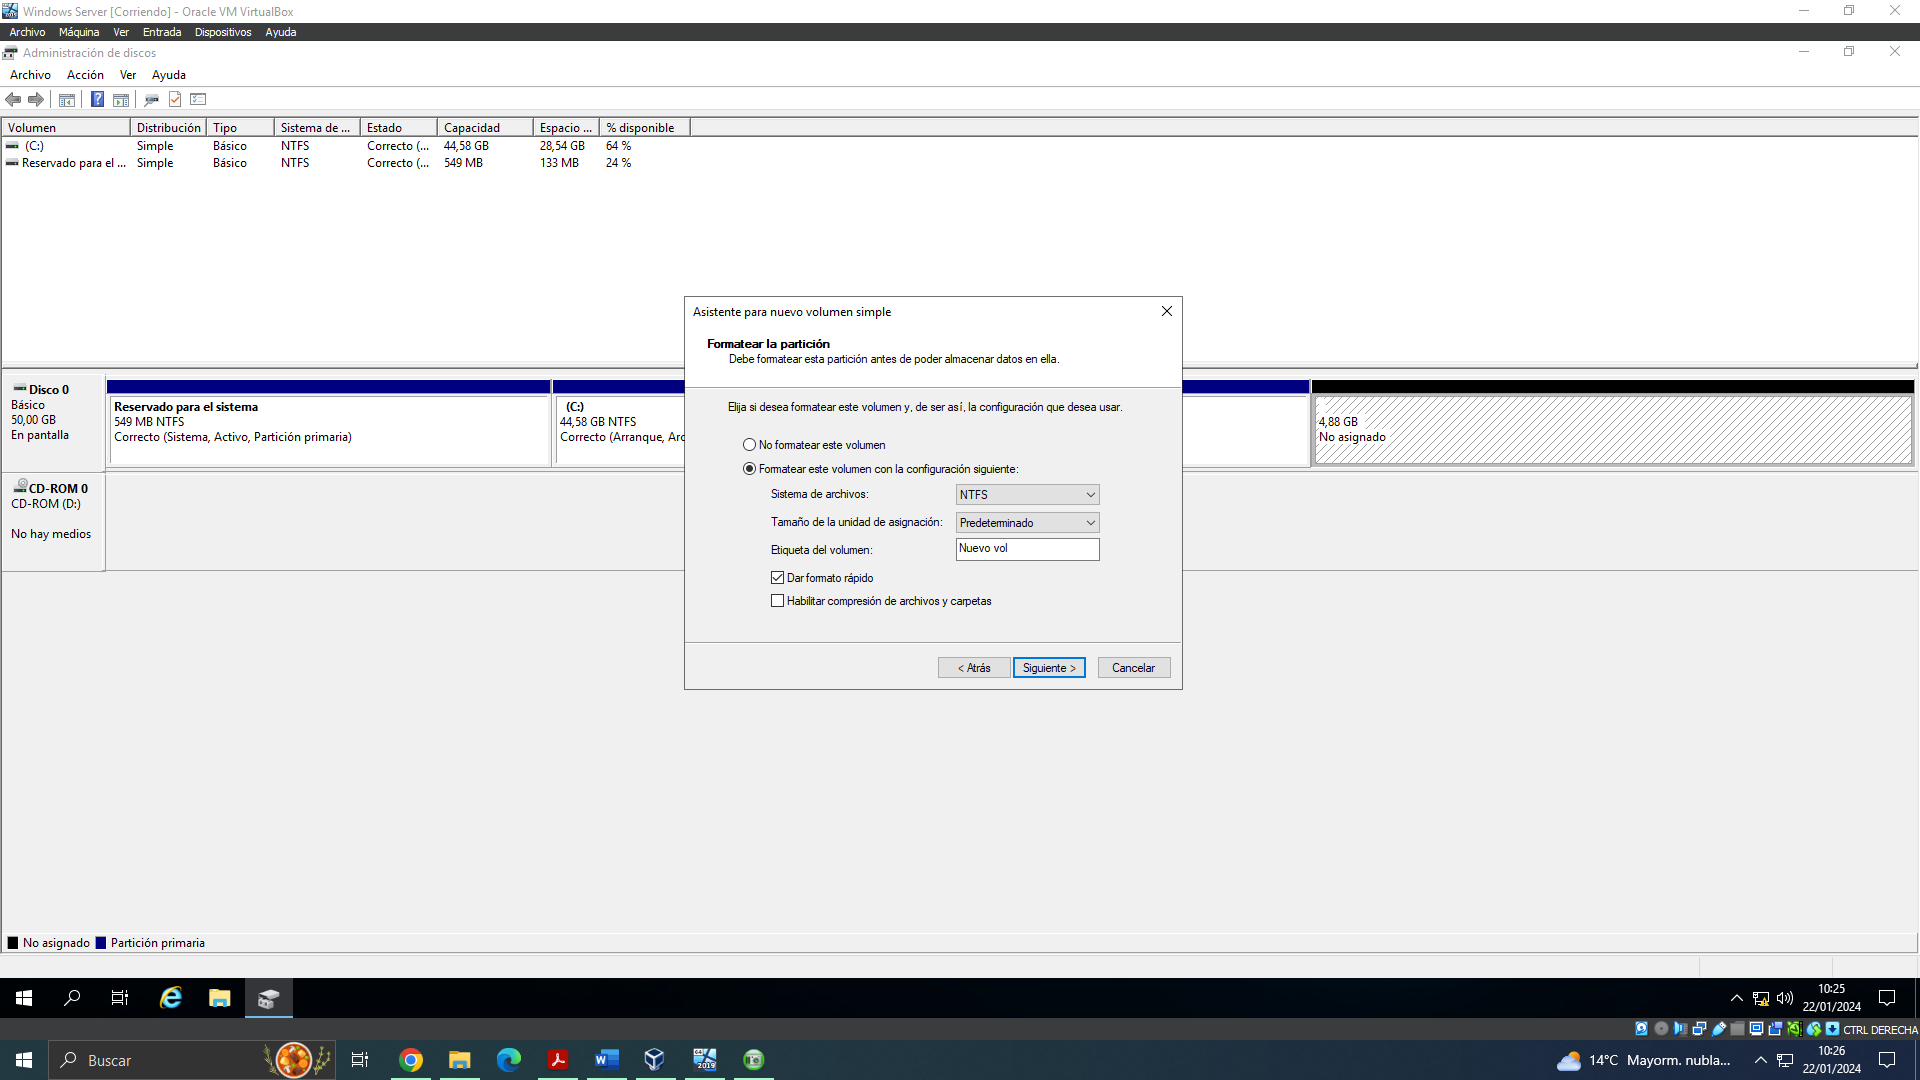 Windows Server [Corriendo] - Oracle VM VirtualBox
Archivo Máquina Ver Entrada Dispositivos Ayuda
Administración de discos
Archivo Acción Ver Ayuda
Volumen Distribución Tipo Sistema de ... Estado Capacidad Espacio ... % disponible
(C:) Simple Básico NTFS Correcto (... 44,58 GB 28,54 GB 64 %
Reservado para el ... Simple Básico NTFS Correcto (... 549 MB 133 MB 24 %
Asistente para nuevo volumen simple
Formatear la partición
Debe formatear esta partición antes de poder almacenar datos en ella.
Elija si desea formatear este volumen y, de ser así, la configuración que desea usar.
No formatear este volumen
Formatear este volumen con la configuración siguiente:
Sistema de archivos: NTFS
Tamaño de la unidad de asignación: Predeterminado
Etiqueta del volumen: Nuevo vol
Dar formato rápido
Habilitar compresión de archivos y carpetas
< Atrás Siguiente > Cancelar
Disco 0
Básico
50,00 GB
En pantalla
Reservado para el sistema
549 MB NTFS
Correcto (Sistema, Activo, Partición primaria)
(C:)
44,58 GB NTFS
Correcto (Arranque, Arc
4,88 GB
No asignado
CD-ROM 0
CD-ROM (D:)
No hay medios
No asignado Partición primaria
10:25
22/01/2024
CTRL DERECHA
Buscar
2019
14°C Mayorm. nubla...
10:26
22/01/2024